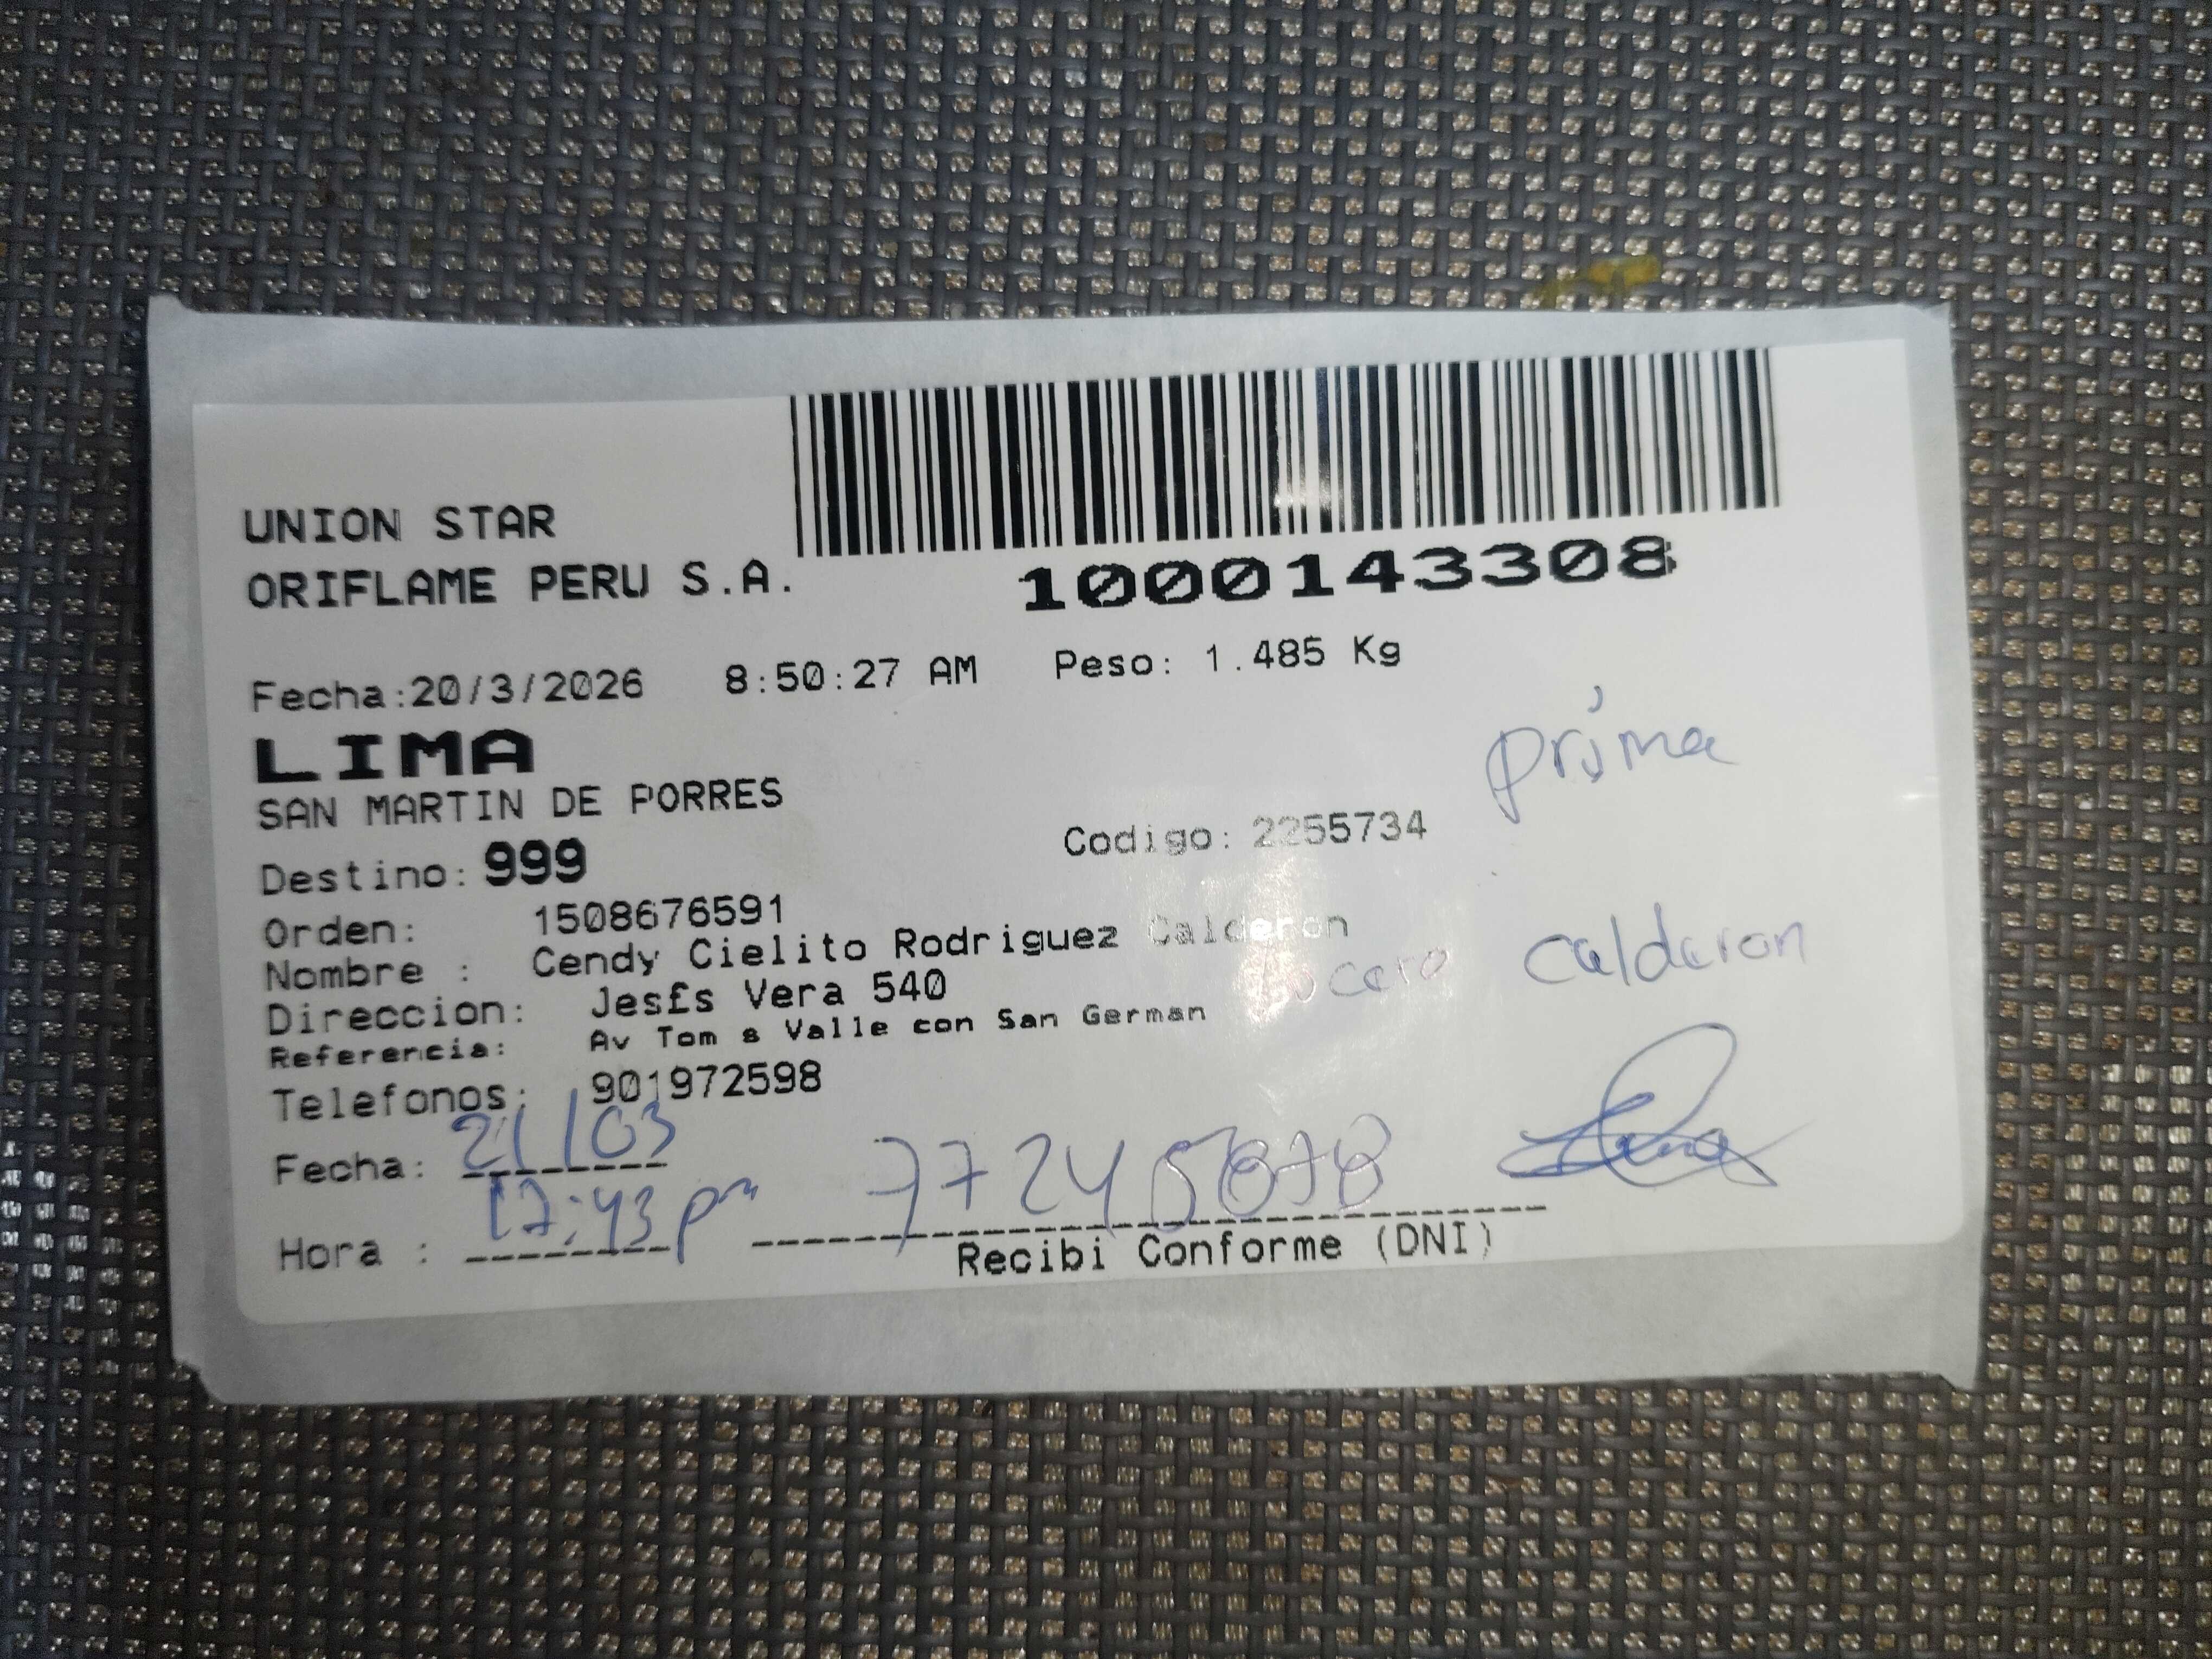 UNION STAR
ORIFLAME PERU S.A.
1000143308
Fecha:20/3/2026 8:50:27 AM Peso: 1.485 Kg
LIMA
príma
SAN MARTIN DE PORRES
Codigo: 2255734
Destino: 999
Orden: 1508676591
Nombre : Cendy Cielito Rodriguez Calderon
calderon
Direccion: Jes£s Vera 540
Referencia: Av Tom s Valle con San German
Telefonos: 901972598
Fecha: 21/03
Hora : 12:43 pm
Recibi Conforme (DNI)